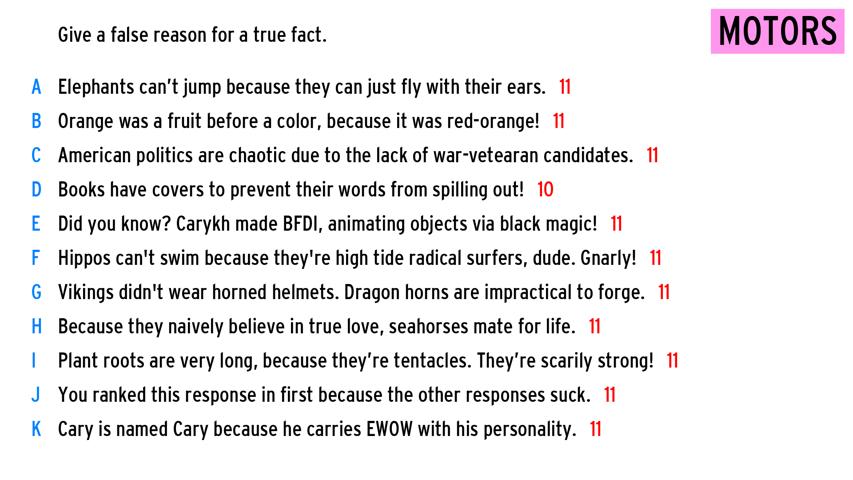 Give a false reason for a true fact.
MOTORS
A Elephants can’t jump because they can just fly with their ears. 11
B Orange was a fruit before a color, because it was red-orange! 11
C American politics are chaotic due to the lack of war-vetearan candidates. 11
D Books have covers to prevent their words from spilling out! 10
E Did you know? Carykh made BFDI, animating objects via black magic! 11
F Hippos can't swim because they're high tide radical surfers, dude. Gnarly! 11
G Vikings didn't wear horned helmets. Dragon horns are impractical to forge. 11
H Because they naively believe in true love, seahorses mate for life. 11
I Plant roots are very long, because they’re tentacles. They’re scarily strong! 11
J You ranked this response in first because the other responses suck. 11
K Cary is named Cary because he carries EWOW with his personality. 11